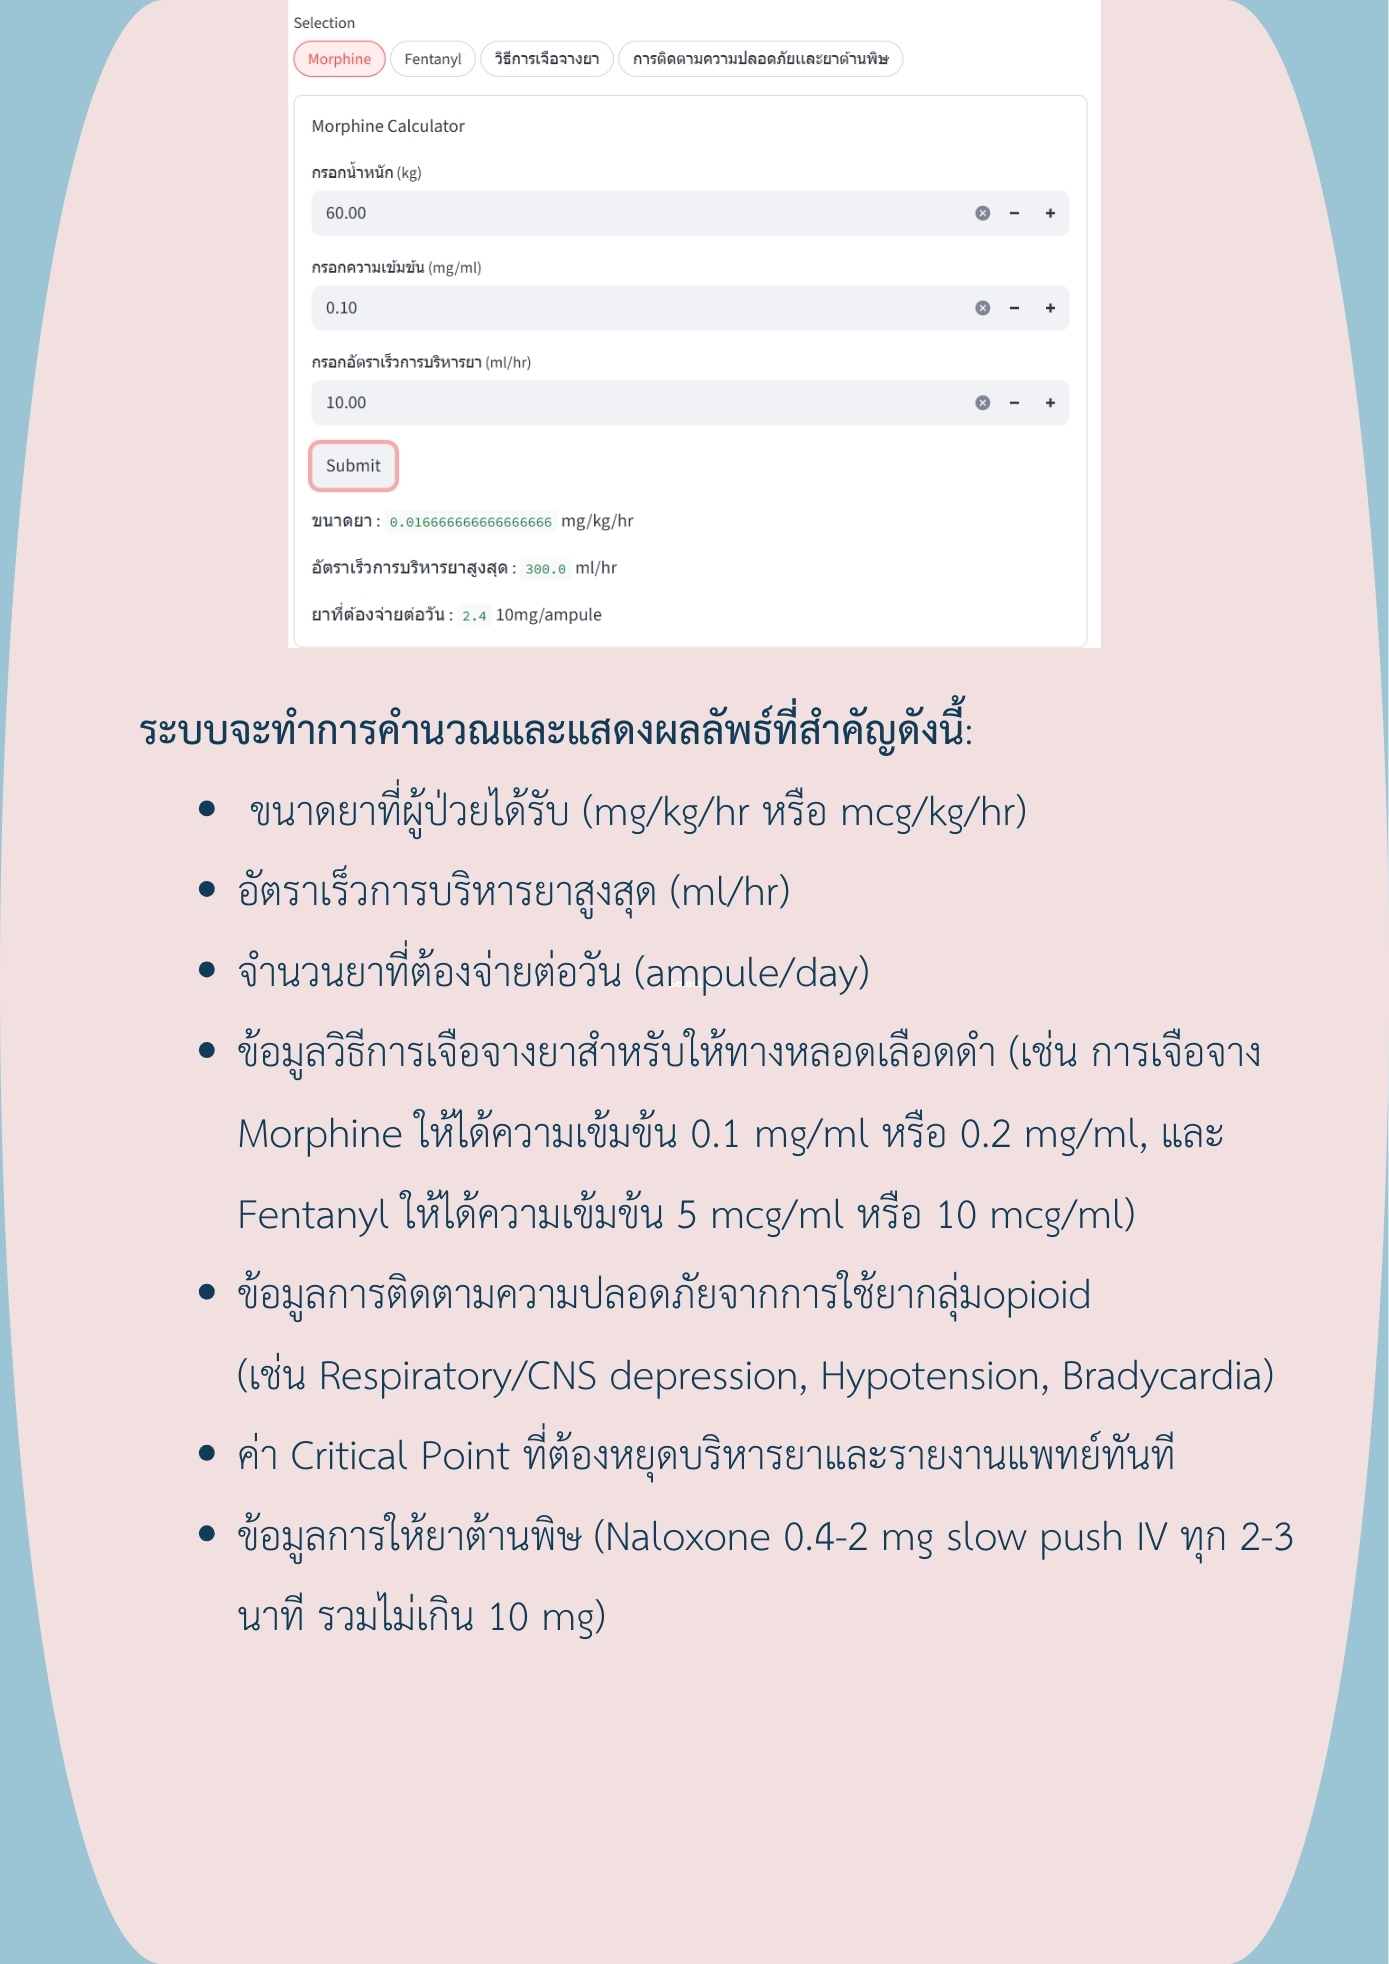 Selection
Morphine Fentanyl วิธีการเจือจางยา การติดตามความปลอดภัยและยาต้านพิษ
Morphine Calculator
กรอกน้ำหนัก (kg)
60.00
กรอกความเข้มข้น (mg/ml)
0.10
กรอกอัตราเร็วการบริหารยา (ml/hr)
10.00
Submit
ขนาดยา : 0.016666666666666666 mg/kg/hr
อัตราเร็วการบริหารยาสูงสุด : 300.0 ml/hr
ยาที่ต้องจ่ายต่อวัน : 2.4 10mg/ampule
ระบบจะทำการคำนวณและแสดงผลลัพธ์ที่สำคัญดังนี้:
• ขนาดยาที่ผู้ป่วยได้รับ (mg/kg/hr หรือ mcg/kg/hr)
• อัตราเร็วการบริหารยาสูงสุด (ml/hr)
• จำนวนยาที่ต้องจ่ายต่อวัน (ampule/day)
• ข้อมูลวิธีการเจือจางยาสำหรับให้ทางหลอดเลือดดำ (เช่น การเจือจาง
Morphine ให้ได้ความเข้มข้น 0.1 mg/ml หรือ 0.2 mg/ml, และ
Fentanyl ให้ได้ความเข้มข้น 5 mcg/ml หรือ 10 mcg/ml)
• ข้อมูลการติดตามความปลอดภัยจากการใช้ยากลุ่มopioid
(เช่น Respiratory/CNS depression, Hypotension, Bradycardia)
• ค่า Critical Point ที่ต้องหยุดบริหารยาและรายงานแพทย์ทันที
• ข้อมูลการให้ยาต้านพิษ (Naloxone 0.4-2 mg slow push IV ทุก 2-3
นาที รวมไม่เกิน 10 mg)